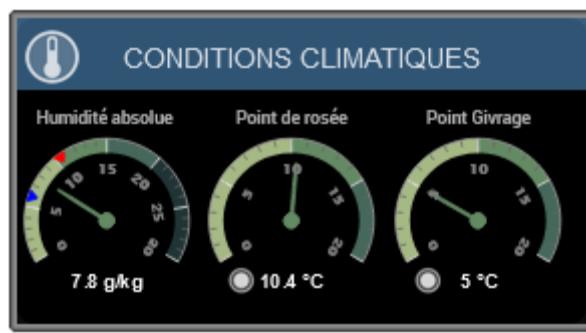 CONDITIONS CLIMATIQUES
Humidité absolue Point de rosée Point Givrage
0 5 10 15 20 25 30
0 5 10 15 20
0 5 10 15 20
7.8 g/kg 10.4 °C 5 °C